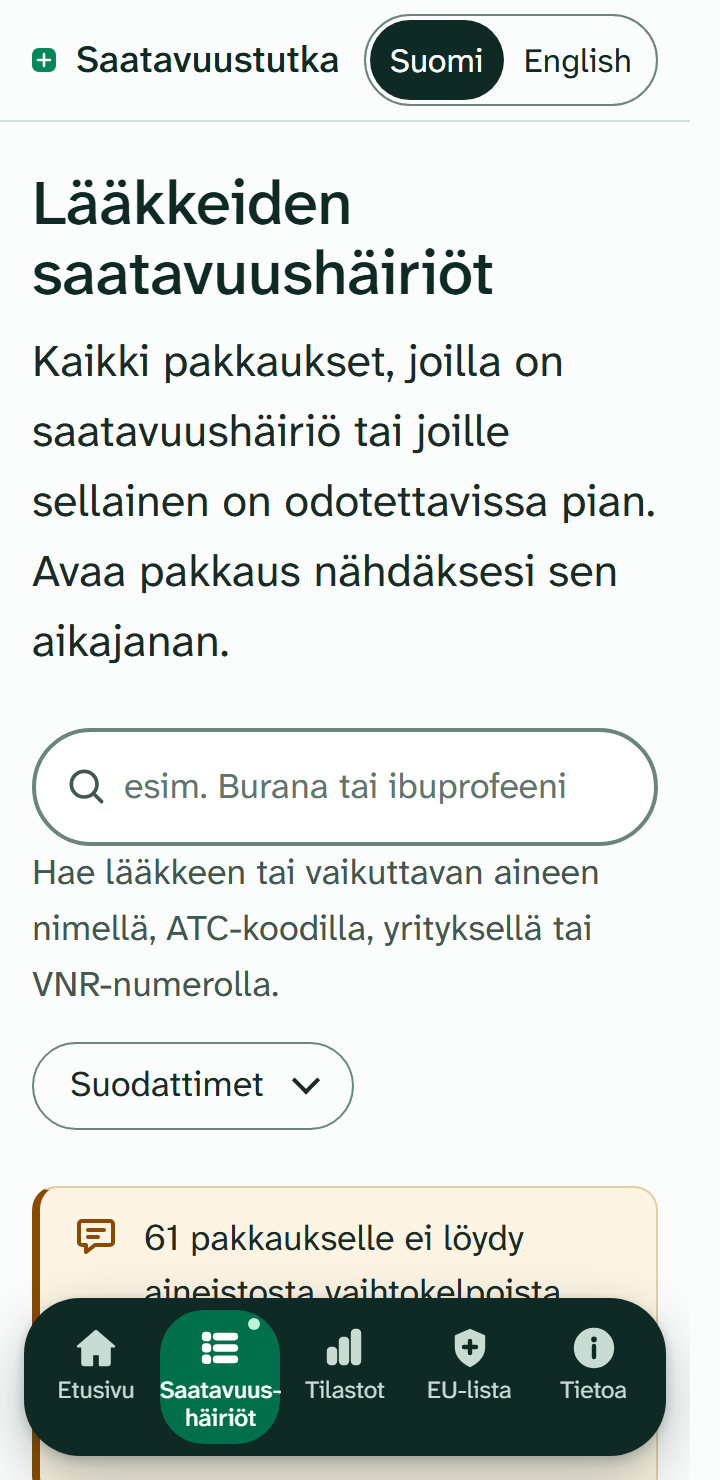 Saatavuustutka
Suomi
English
Lääkkeiden
saatavuushäiriöt
Kaikki pakkaukset, joilla on
saatavuushäiriö tai joille
sellainen on odotettavissa pian.
Avaa pakkaus nähdäksesi sen
aikajanan.
esim. Burana tai ibuprofeeni
Hae lääkkeen tai vaikuttavan aineen
nimellä, ATC-koodilla, yrityksellä tai
VNR-numerolla.
Suodattimet
61 pakkaukselle ei löydy
aineistosta vaihtokelpoista
Etusivu
Saatavuus-
häiriöt
Tilastot
EU-lista
Tietoa